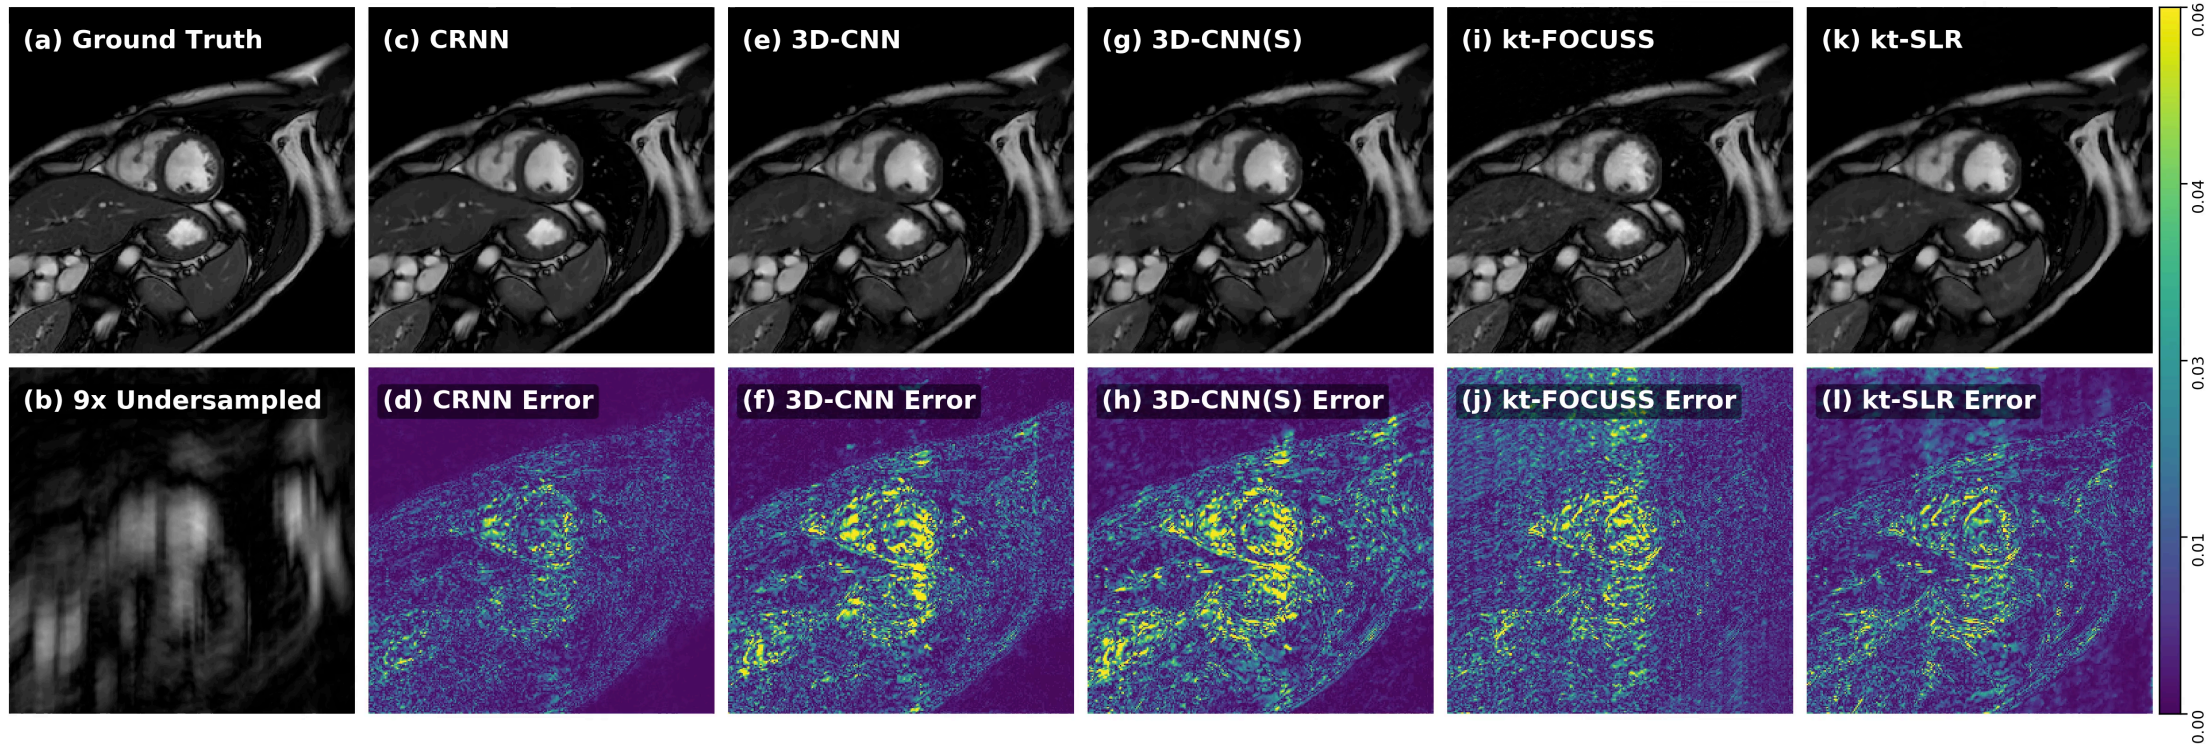 (a) Ground Truth
(c) CRNN
(e) 3D-CNN
(g) 3D-CNN(S)
(i) kt-FOCUSS
(k) kt-SLR
(b) 9x Undersampled
(d) CRNN Error
(f) 3D-CNN Error
(h) 3D-CNN(S) Error
(j) kt-FOCUSS Error
(l) kt-SLR Error
0.06
0.04
0.03
0.01
0.00